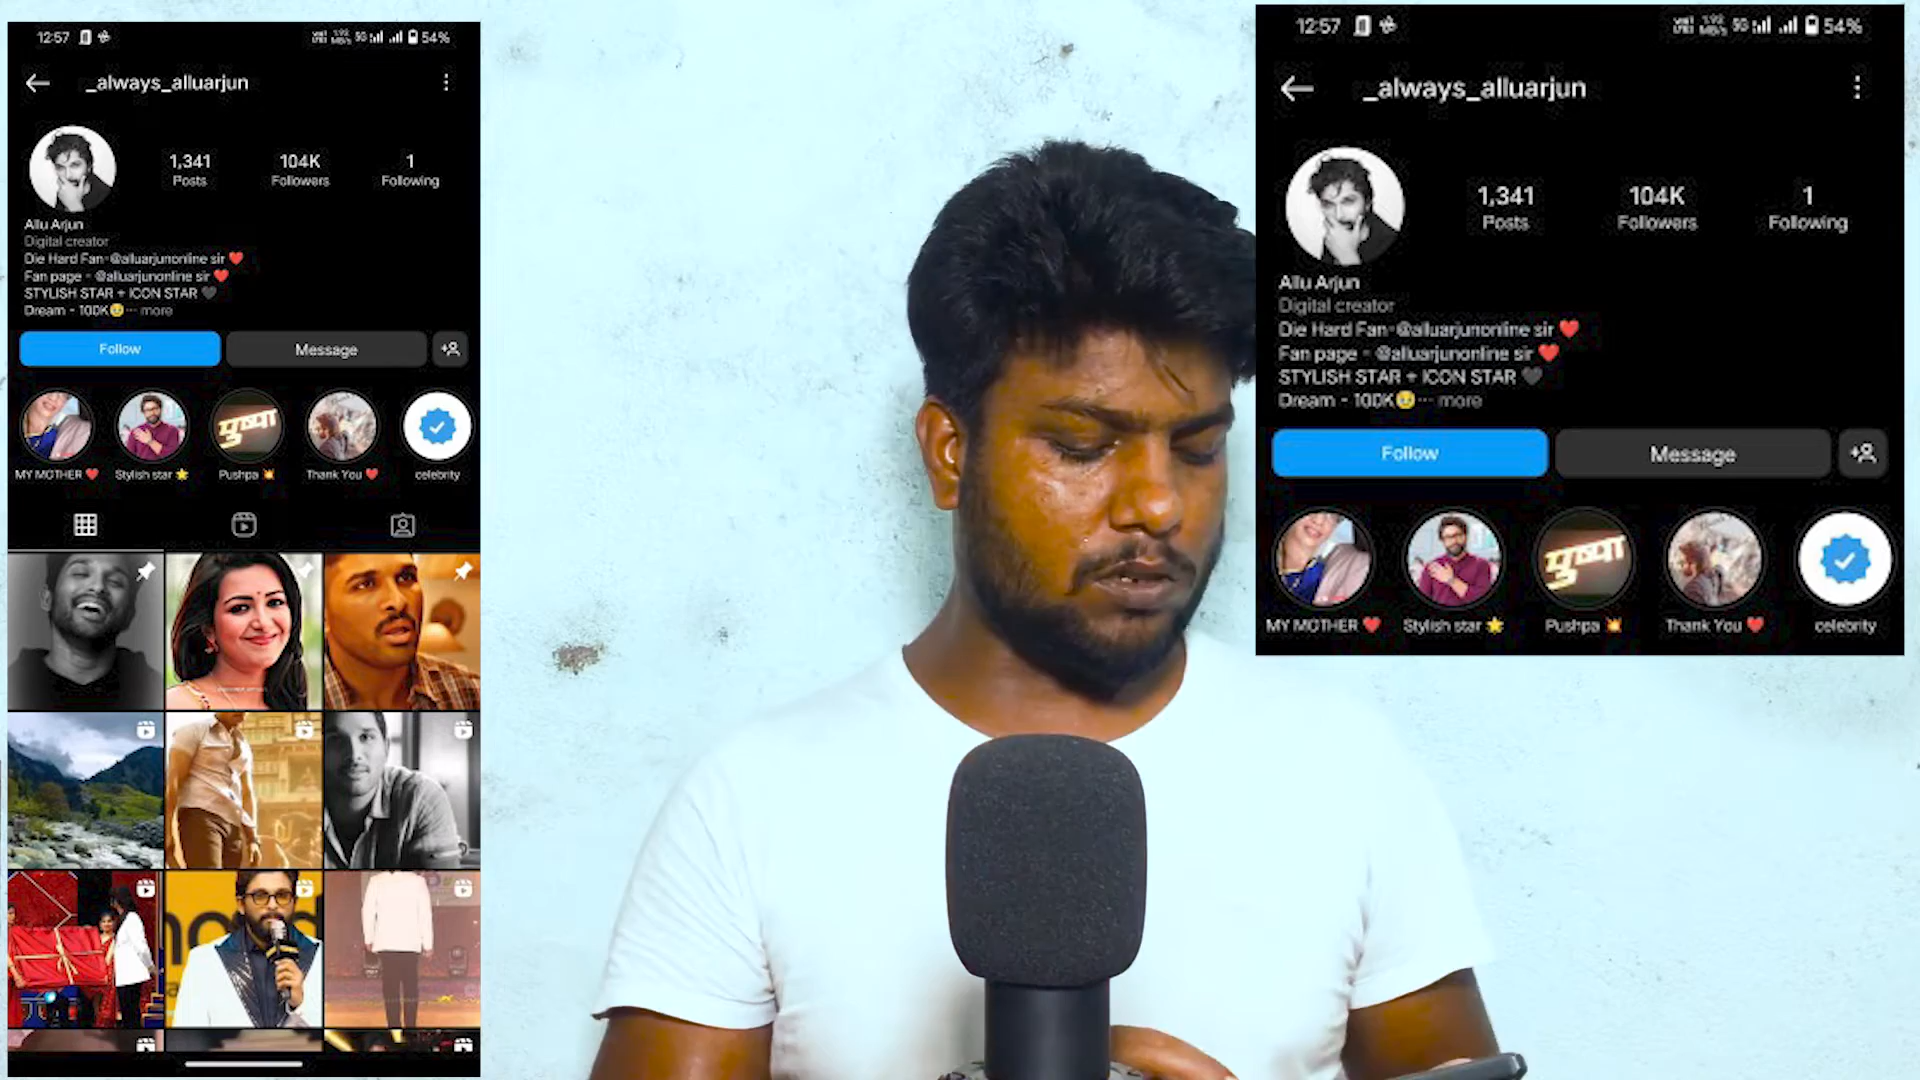 12:57
5G
54%
_always_alluarjun
1,341
Posts
104K
Followers
1
Following
Allu Arjun
Digital creator
Die Hard Fan-@alluarjunonline sir ❤️
Fan page - @alluarjunonline sir ❤️
STYLISH STAR + ICON STAR 🖤
Dream - 100K🥹... more
Follow
Message
पुष्पा
MY MOTHER ❤️
Stylish star 🌟
Pushpa 💥
Thank You ❤️
celebrity
12:57
5G
54%
_always_alluarjun
1,341
Posts
104K
Followers
1
Following
Allu Arjun
Digital creator
Die Hard Fan-@alluarjunonline sir ❤️
Fan page - @alluarjunonline sir ❤️
STYLISH STAR + ICON STAR 🖤
Dream - 100K🥹... more
Follow
Message
पुष्पा
MY MOTHER ❤️
Stylish star 🌟
Pushpa 💥
Thank You ❤️
celebrity